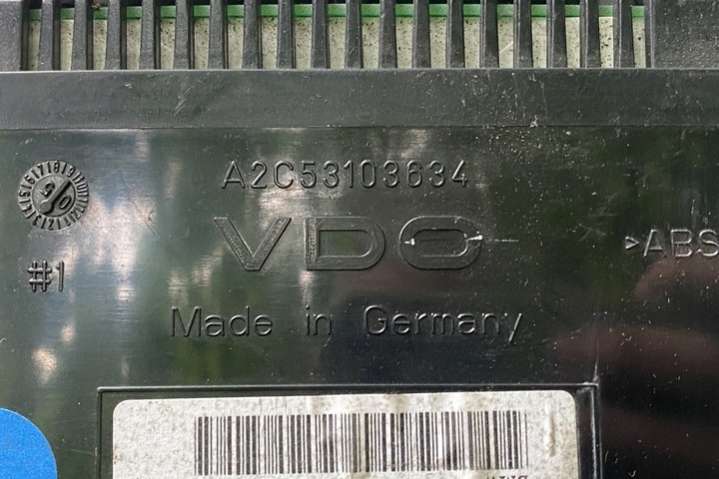 A2C53103634
VDO
>ABS
#1
Made in Germany